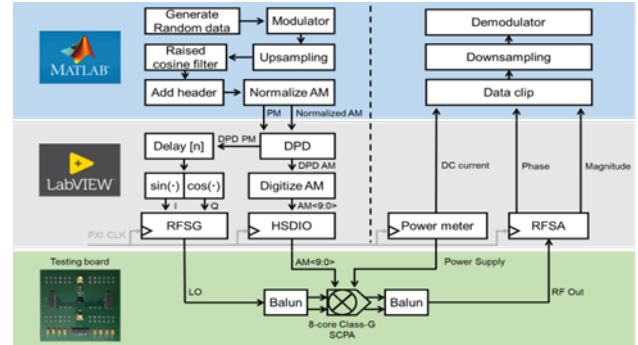 Generate
Random data
Modulator
Raised
cosine filter
Upsampling
Add header
Normalize AM
MATLAB
Demodulator
Downsampling
Data clip
PM
Normalized AM
Delay [n]
DPD PM
DPD
DPD AM
sin(·)
cos(·)
Digitize AM
I
Q
AM<9:0>
LabVIEW
DC current
Phase
Magnitude
PXI CLK
RFSG
HSDIO
Power meter
RFSA
Testing board
AM<9:0>
Power Supply
LO
RF Out
Balun
Balun
8-core Class-G
SCPA